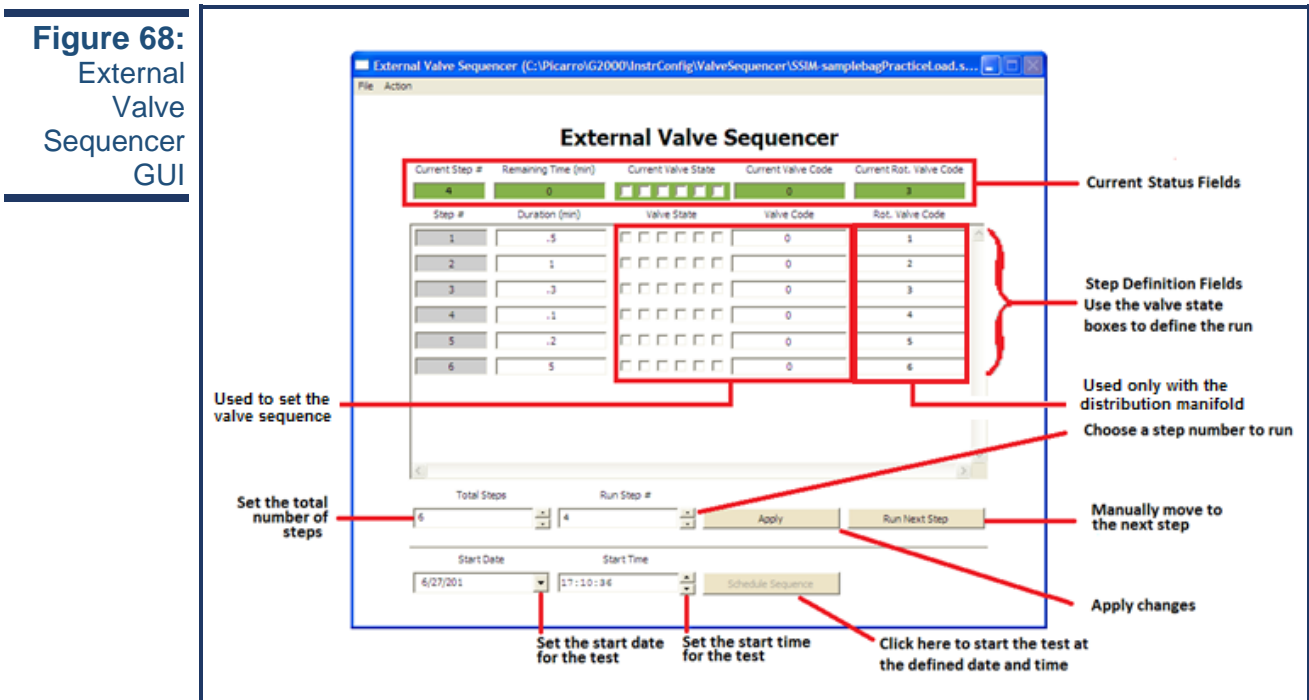 Figure 68:
External
Valve
Sequencer
GUI
External Valve Sequencer (C:\Picarro\G2000\InstrConfig\ValveSequencer\SSIM-samplebagPracticeLoad.s...
File Action
External Valve Sequencer
Current Step # Remaining Time (min) Current Valve State Current Valve Code Current Rot. Valve Code
4 0 0 3
Current Status Fields
Step # Duration (min) Valve State Valve Code Rot. Valve Code
1 .5 0 1
2 1 0 2
3 .3 0 3
4 .1 0 4
5 .2 0 5
6 5 0 6
Step Definition Fields
Use the valve state
boxes to define the run
Used to set the
valve sequence
Used only with the
distribution manifold
Choose a step number to run
Total Steps Run Step #
6 4 Apply Run Next Step
Set the total
number of
steps
Manually move to
the next step
Start Date Start Time
6/27/201 17:10:36 Schedule Sequence
Apply changes
Set the start date
for the test
Set the start time
for the test
Click here to start the test at
the defined date and time